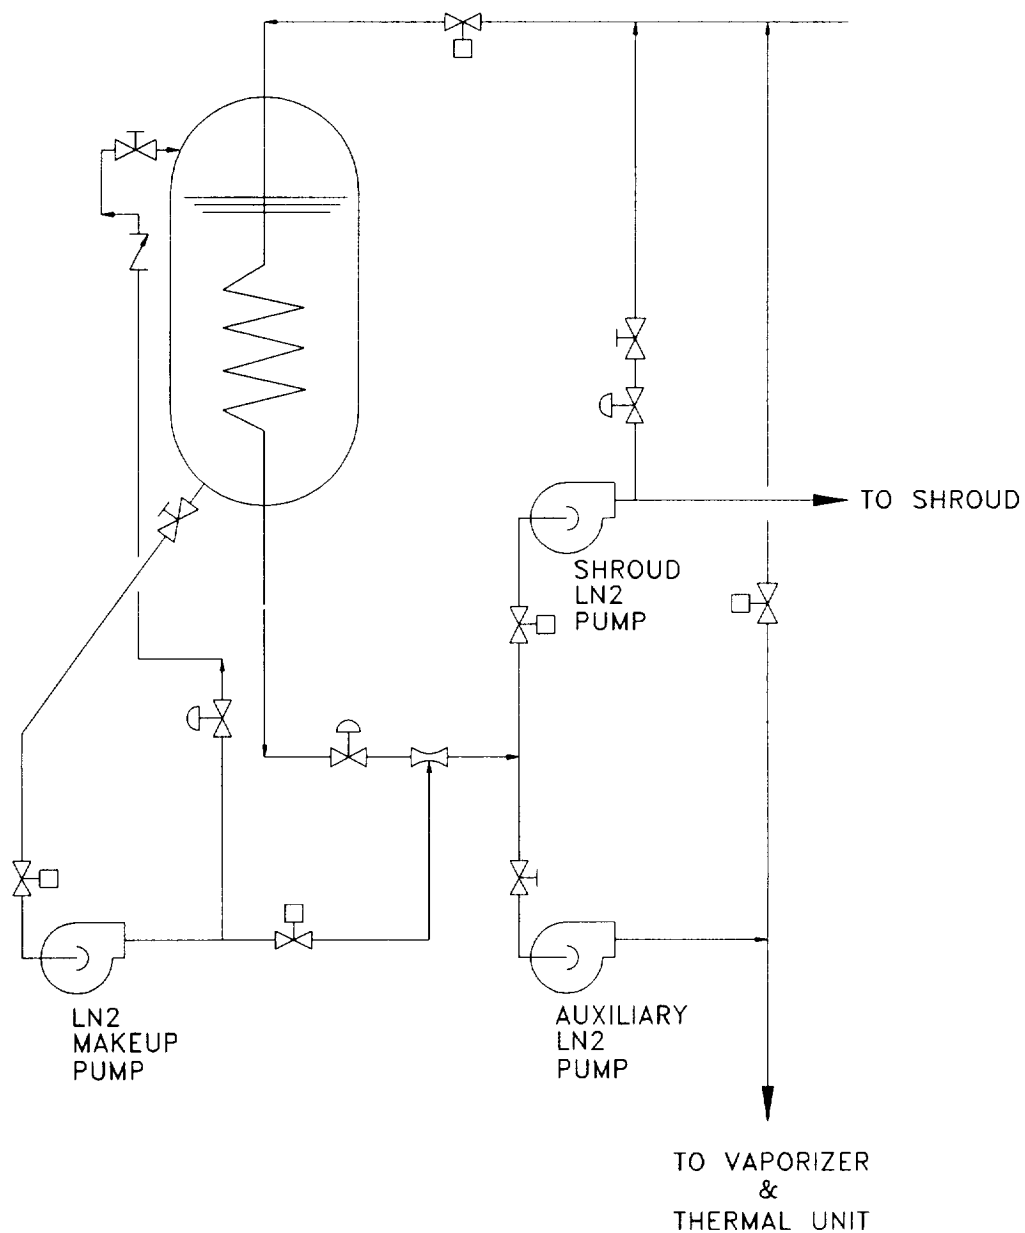 TO SHROUD
SHROUD
LN2
PUMP
LN2
MAKEUP
PUMP
AUXILIARY
LN2
PUMP
TO VAPORIZER
&
THERMAL UNIT